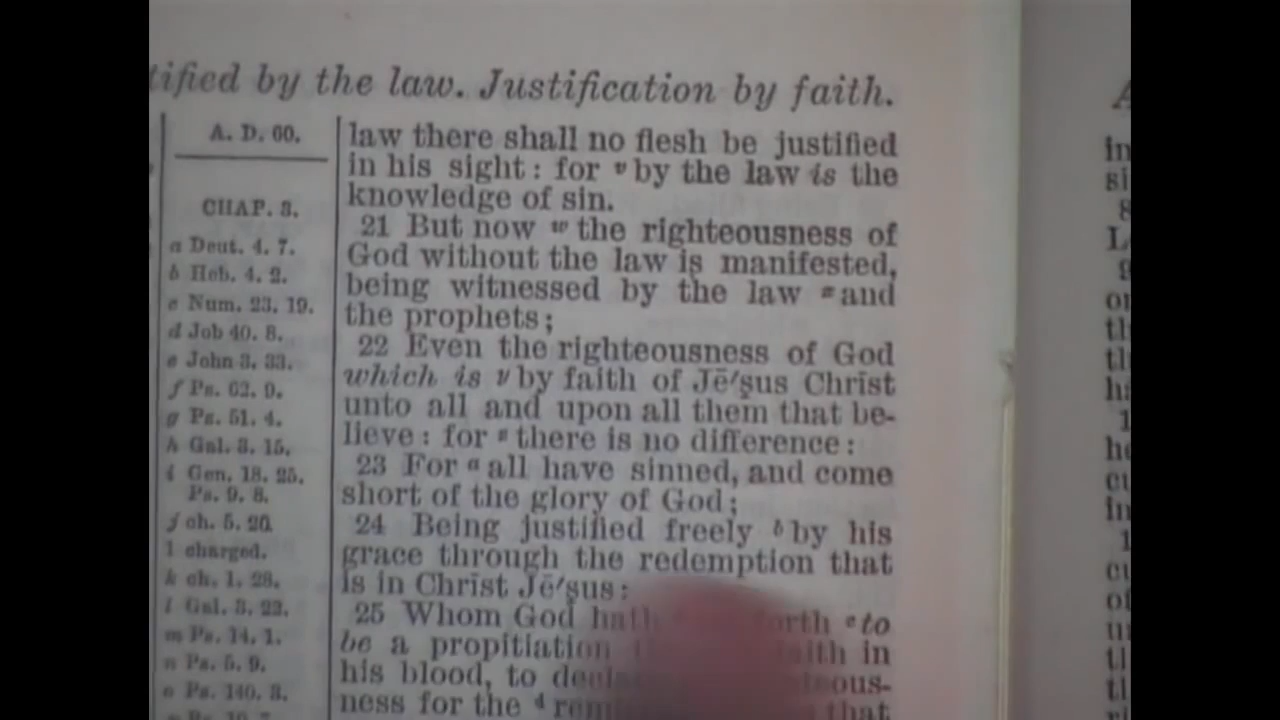 tified by the law. Justification by faith.
A. D. 60.
CHAP. 3.
a Deut. 4. 7.
b Heb. 4. 2.
c Num. 23. 19.
d Job 40. 8.
e John 3. 33.
f Ps. 62. 9.
g Ps. 51. 4.
h Gal. 3. 15.
i Gen. 18. 25.
Ps. 9. 8.
j ch. 5. 20.
1 charged.
k ch. 1. 28.
l Gal. 3. 22.
m Ps. 14. 1.
n Ps. 5. 9.
o Ps. 140. 3.
law there shall no flesh be justified
in his sight: for v by the law is the
knowledge of sin.
21 But now w the righteousness of
God without the law is manifested,
being witnessed by the law x and
the prophets;
22 Even the righteousness of God
which is y by faith of Jē′ṣus Chrīst
unto all and upon all them that be-
lieve: for z there is no difference:
23 For a all have sinned, and come
short of the glory of God;
24 Being justified freely b by his
grace through the redemption that
is in Chrīst Jē′ṣus:
25 Whom God hath forth c to
be a propitiation in
his blood, to
ness for the d that